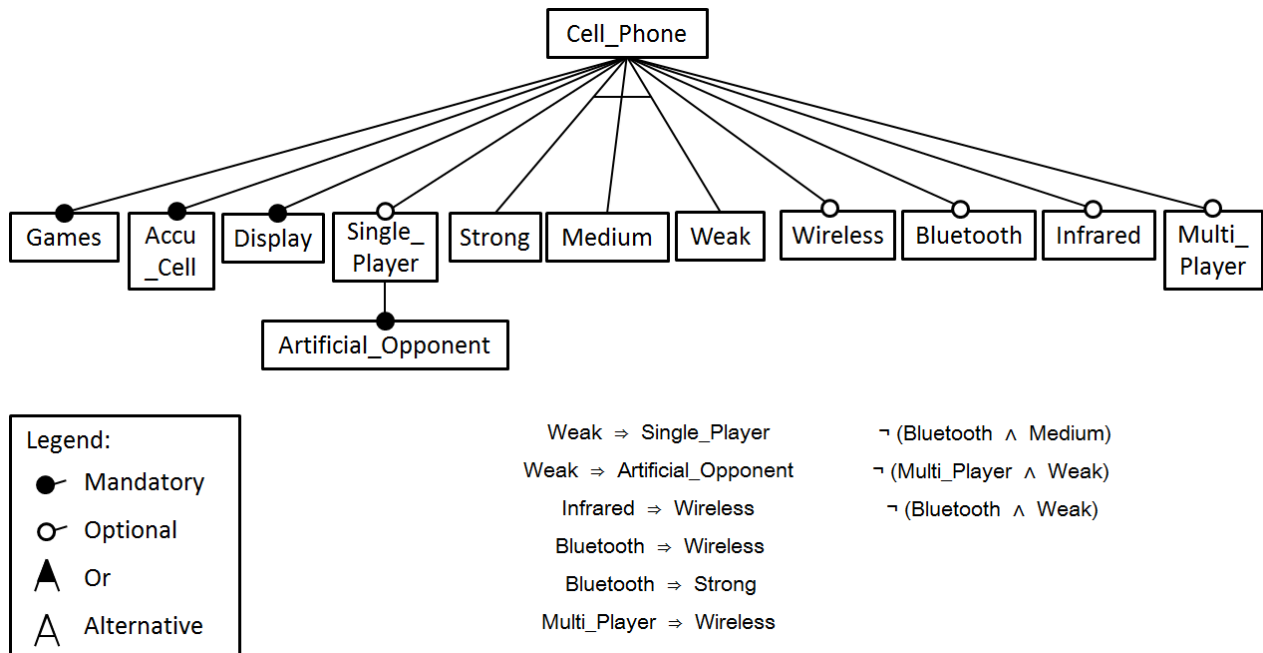 Cell_Phone
Games
Accu
_Cell
Display
Single_
Player
Strong
Medium
Weak
Wireless
Bluetooth
Infrared
Multi_
Player
Artificial_Opponent
Legend:
Mandatory
Optional
Or
Alternative
Weak ⇒ Single_Player
Weak ⇒ Artificial_Opponent
Infrared ⇒ Wireless
Bluetooth ⇒ Wireless
Bluetooth ⇒ Strong
Multi_Player ⇒ Wireless
¬ (Bluetooth ∧ Medium)
¬ (Multi_Player ∧ Weak)
¬ (Bluetooth ∧ Weak)